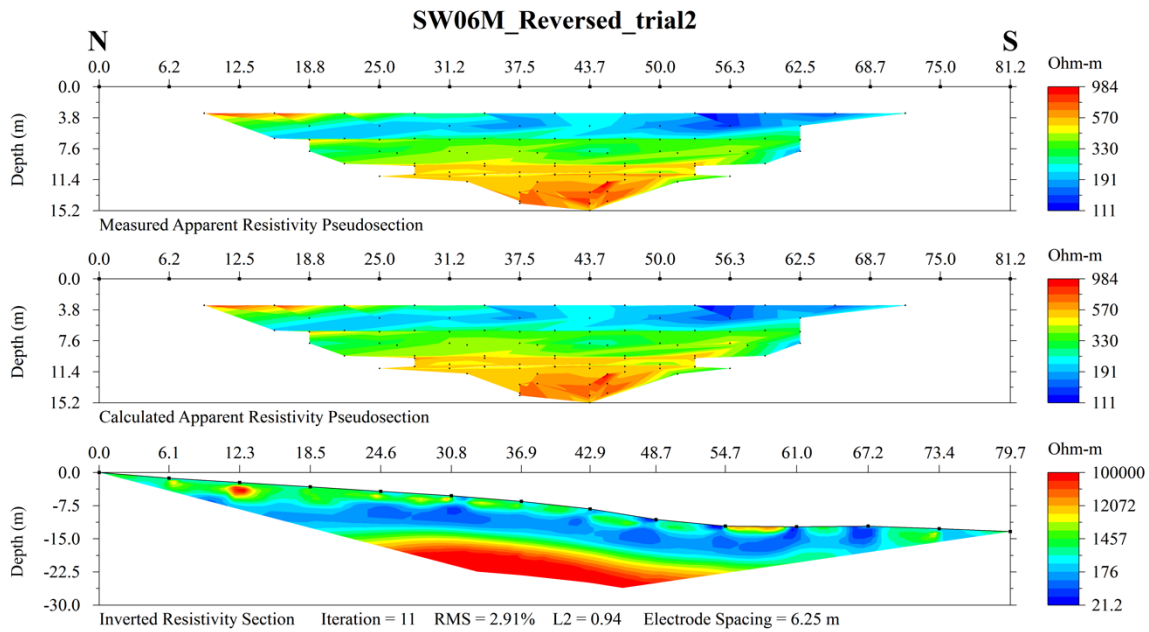 SW06M_Reversed_trial2
N S
0.0 6.2 12.5 18.8 25.0 31.2 37.5 43.7 50.0 56.3 62.5 68.7 75.0 81.2
Ohm-m
0.0
3.8
7.6
11.4
15.2
Depth (m)
984
570
330
191
111
Measured Apparent Resistivity Pseudosection
0.0 6.2 12.5 18.8 25.0 31.2 37.5 43.7 50.0 56.3 62.5 68.7 75.0 81.2
Ohm-m
0.0
3.8
7.6
11.4
15.2
Depth (m)
984
570
330
191
111
Calculated Apparent Resistivity Pseudosection
0.0 6.1 12.3 18.5 24.6 30.8 36.9 42.9 48.7 54.7 61.0 67.2 73.4 79.7
Ohm-m
0.0
-7.5
-15.0
-22.5
-30.0
Depth (m)
100000
12072
1457
176
21.2
Inverted Resistivity Section Iteration = 11 RMS = 2.91% L2 = 0.94 Electrode Spacing = 6.25 m